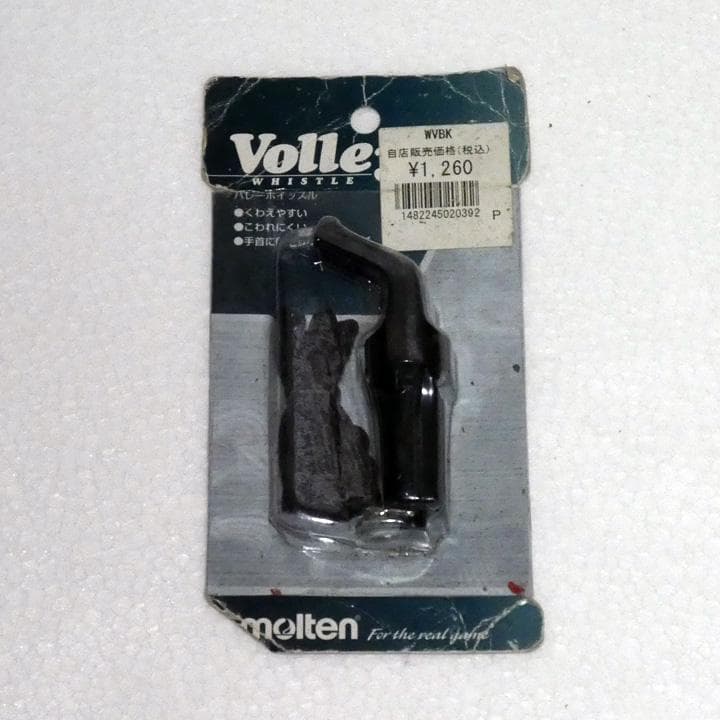 Volley
WHISTLE
WVBK
自店販売価格(税込)
¥1,260
1482245020392 P
バレーホイッスル
●くわえやすい
●こわれにくい
●手首に
molten For the real game